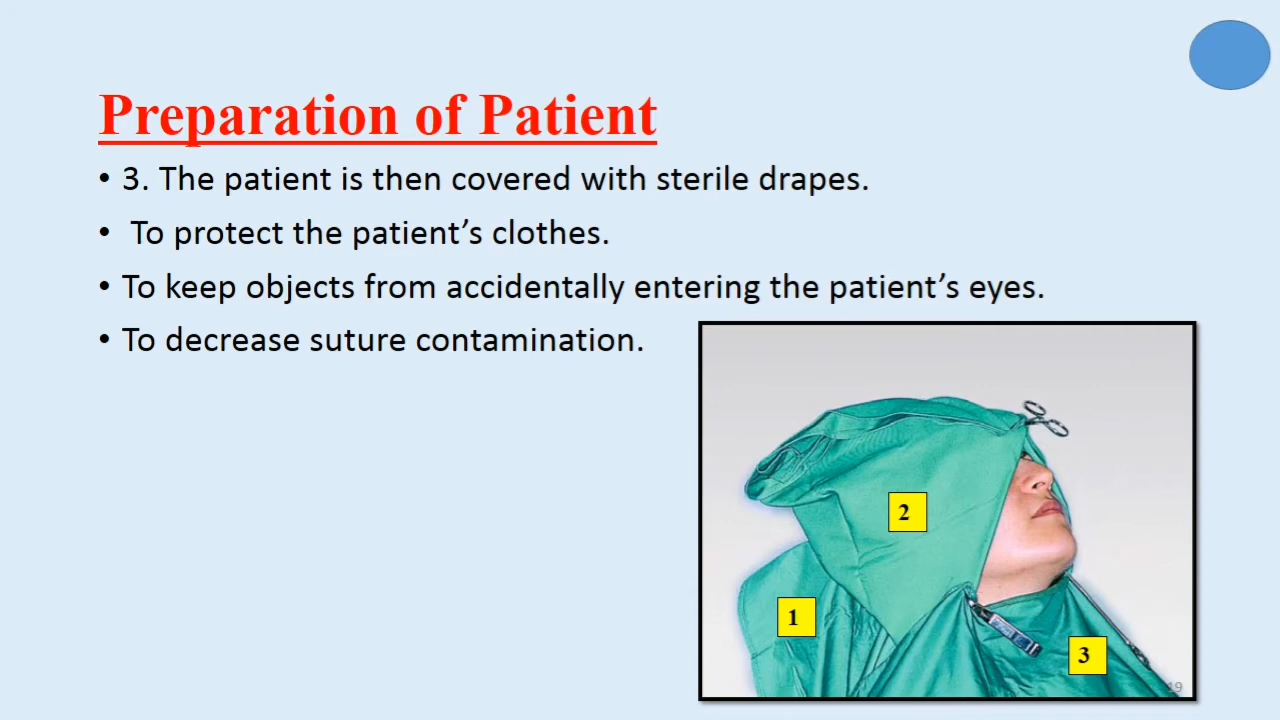 Preparation of Patient
• 3. The patient is then covered with sterile drapes.
• To protect the patient’s clothes.
• To keep objects from accidentally entering the patient’s eyes.
• To decrease suture contamination.
2
1
3
19